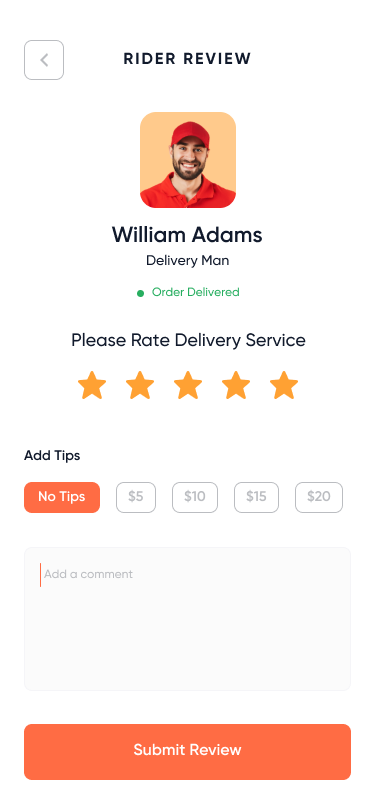 RIDER REVIEW
William Adams
Delivery Man
Order Delivered
Please Rate Delivery Service
Add Tips
No Tips $5 $10 $15 $20
Add a comment
Submit Review